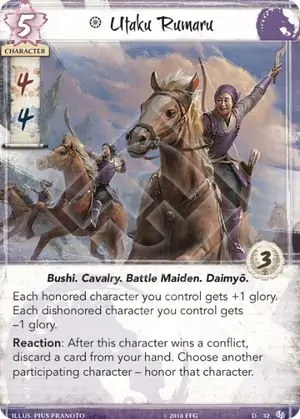 5
Utaku Rumaru
CHARACTER
4
4
3
Bushi. Cavalry. Battle Maiden. Daimyō.
Each honored character you control gets +1 glory.
Each dishonored character you control gets
–1 glory.
Reaction: After this character wins a conflict,
discard a card from your hand. Choose another
participating character – honor that character.
ILLUS. PIUS PRANOTO
©2018 FFG
D 32